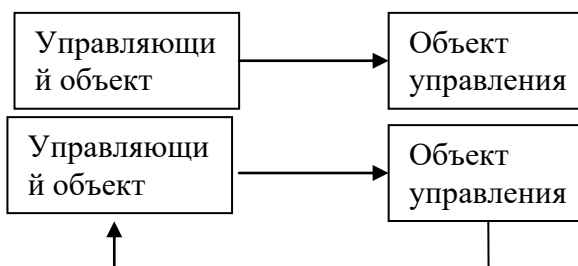 Управляющи
й объект
Объект
управления
Управляющи
й объект
Объект
управления